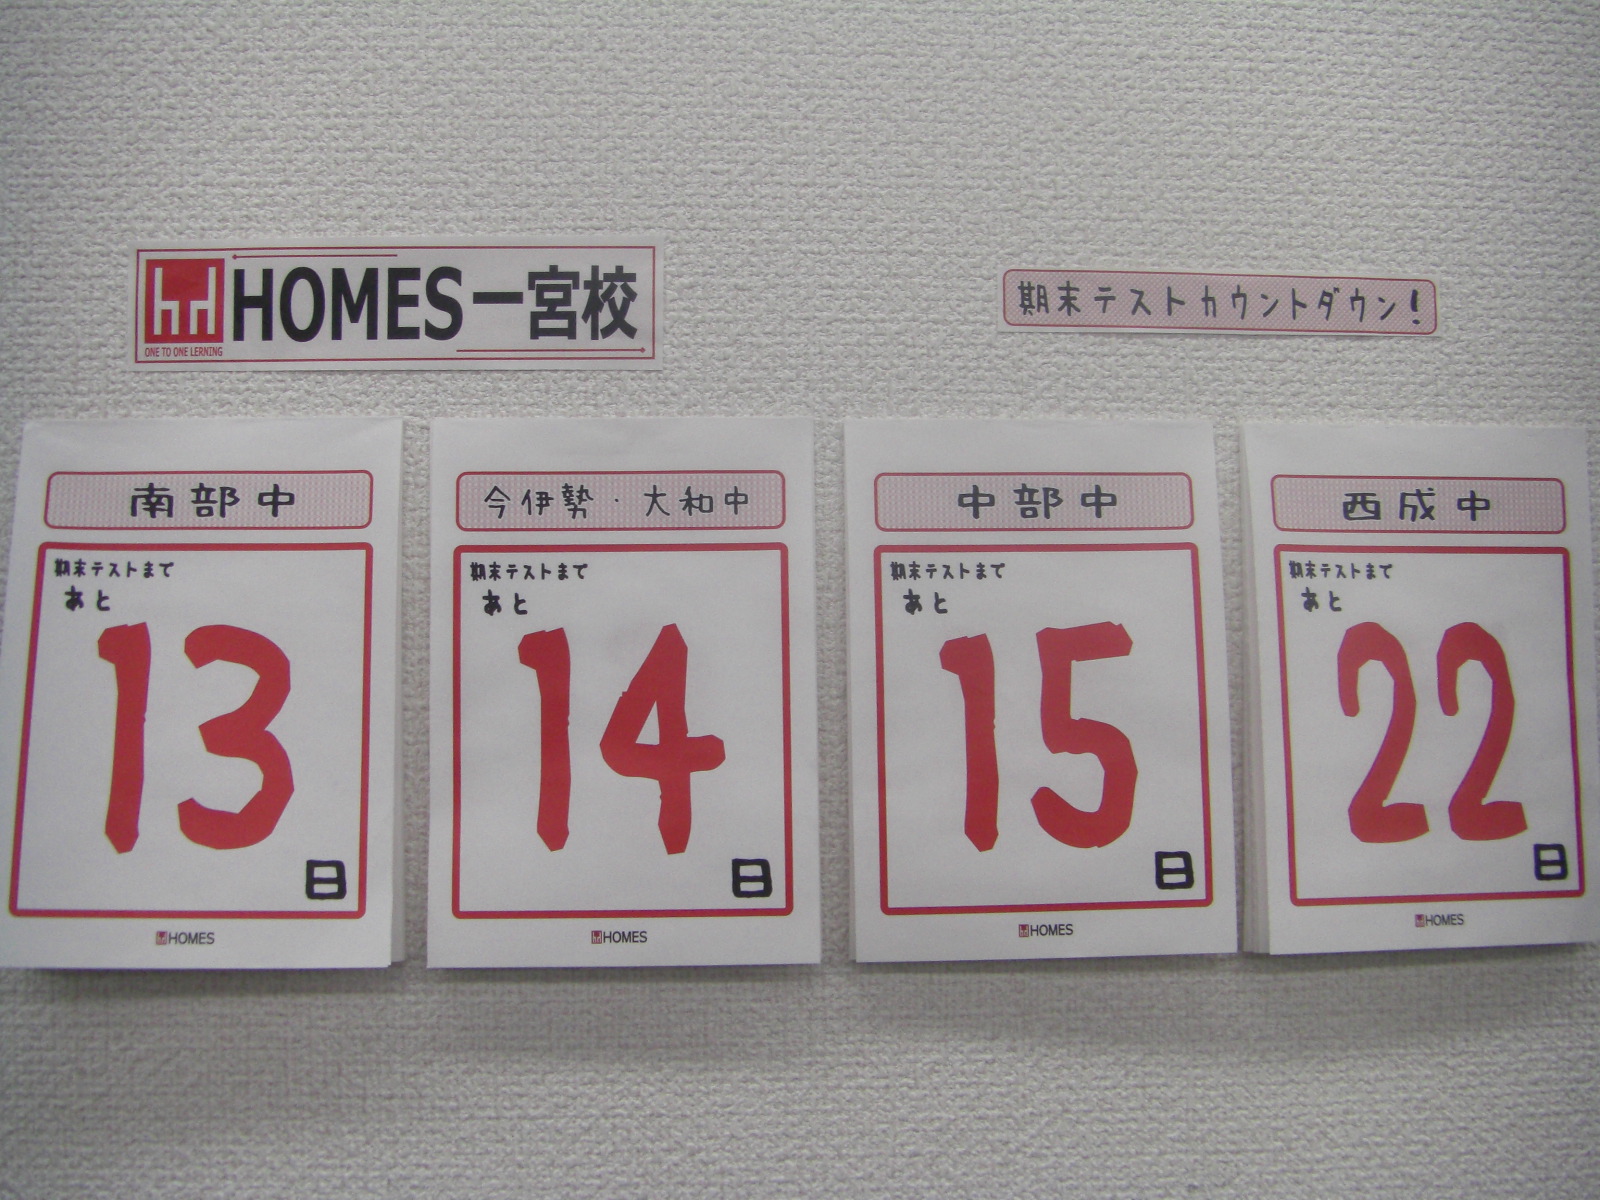 HOMES一宮校
ONE TO ONE LERNING
期末テストカウントダウン!
南部中
期末テストまで
あと
13
日
HOMES
今伊勢・大和中
期末テストまで
あと
14
日
HOMES
中部中
期末テストまで
あと
15
日
HOMES
西成中
期末テストまで
あと
22
日
HOMES